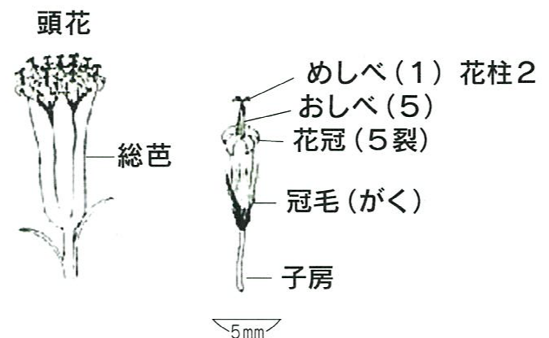 頭花
めしべ(1) 花柱2
おしべ(5)
花冠(5裂)
総苞
冠毛(がく)
子房
5mm